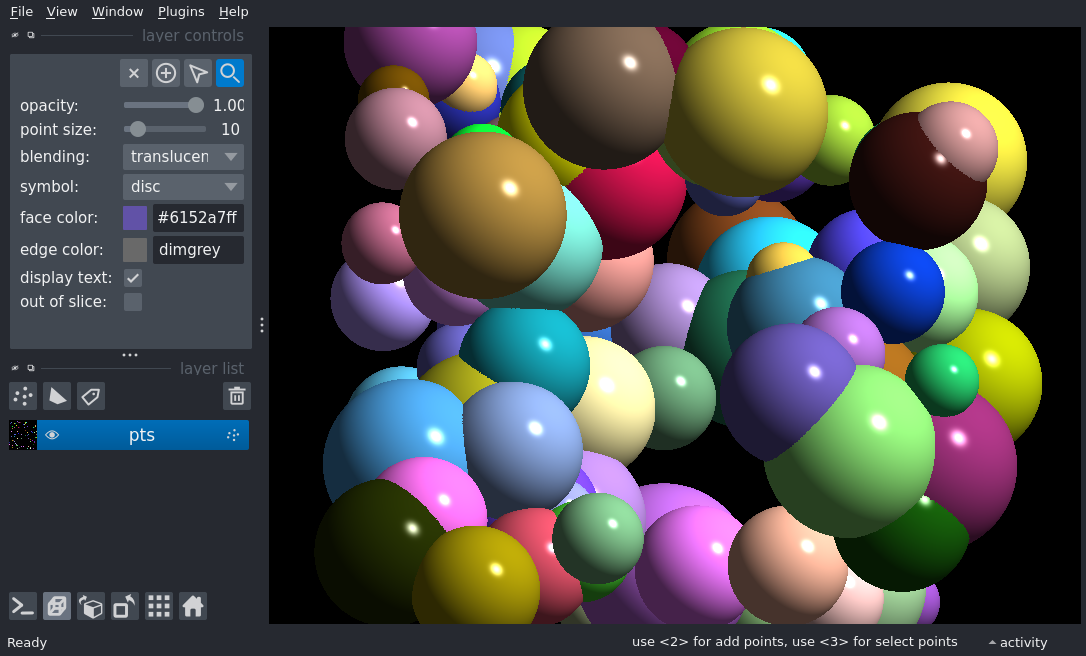 File View Window Plugins Help
layer controls
opacity: 1.00
point size: 10
blending: translucen
symbol: disc
face color: #6152a7ff
edge color: dimgrey
display text:
out of slice:
layer list
pts
Ready use <2> for add points, use <3> for select points activity